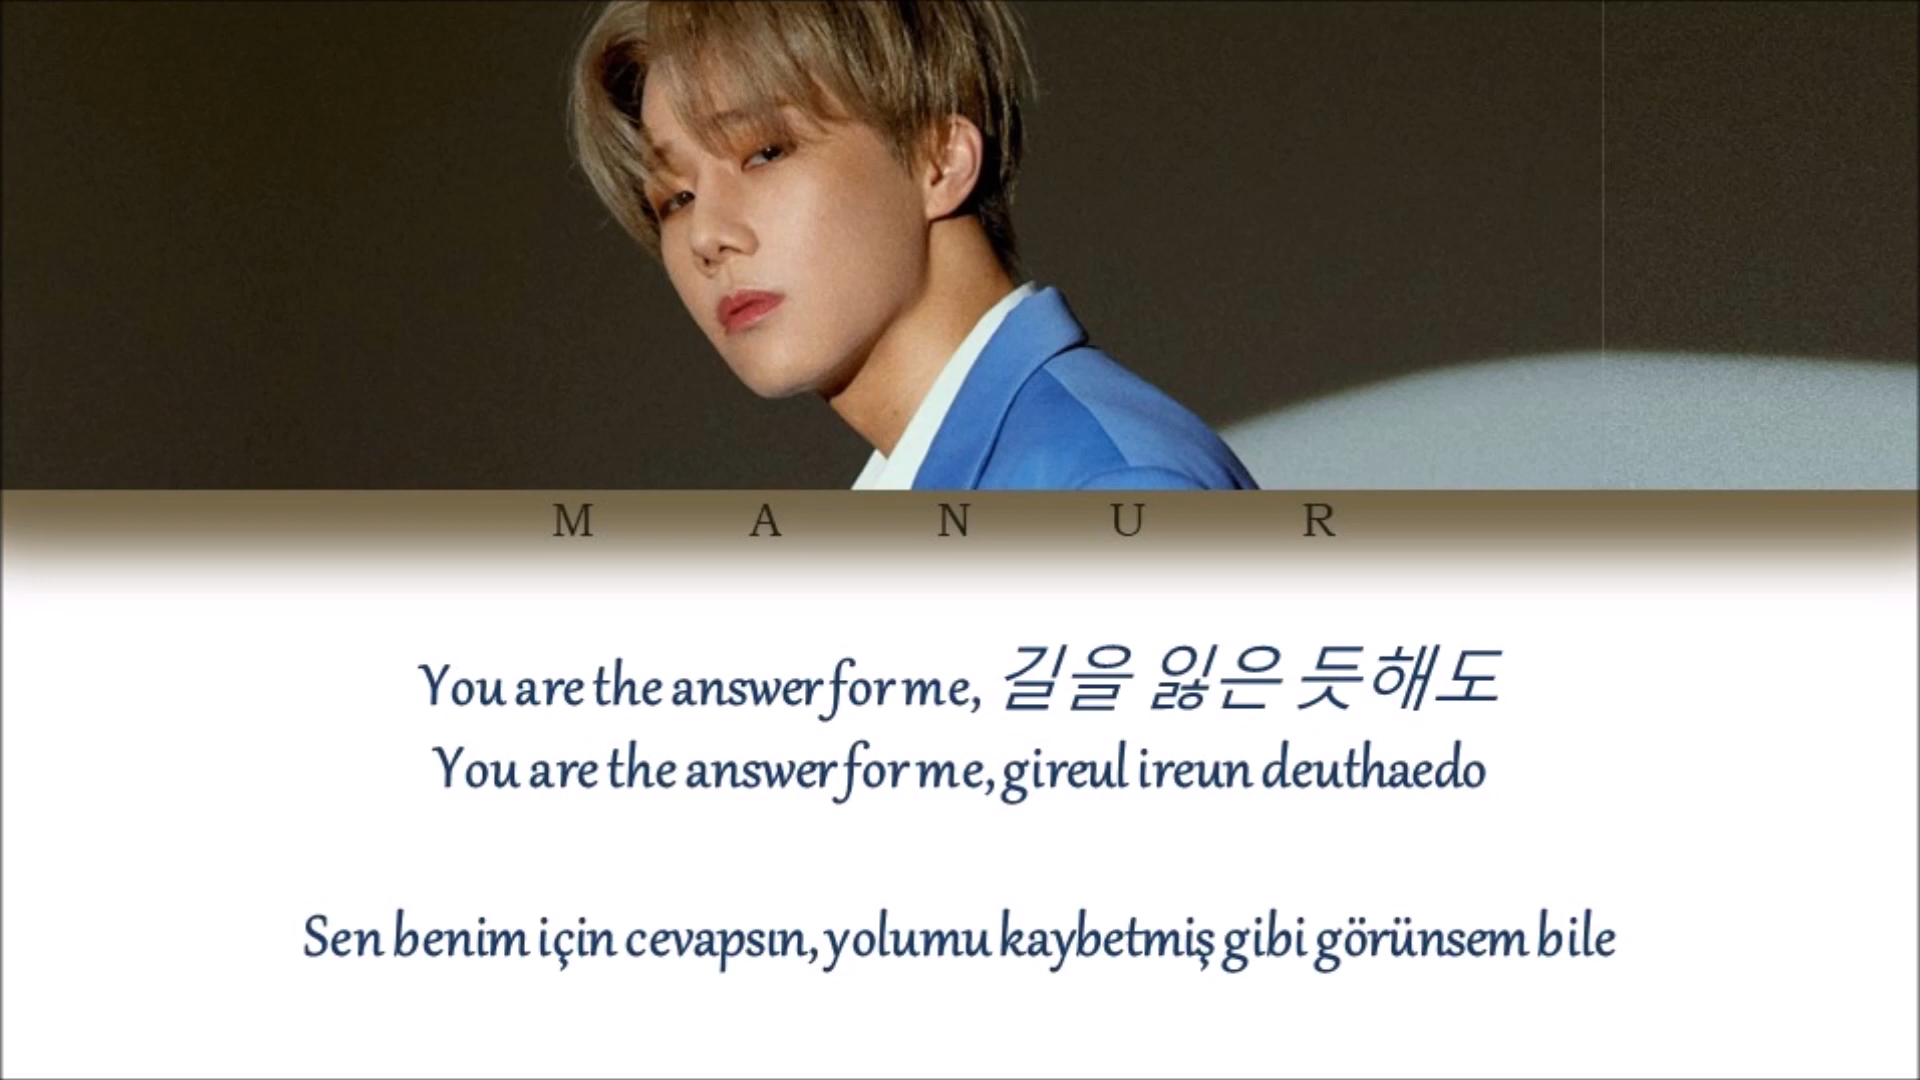 M A N U R
You are the answer for me, 길을 잃은 듯해도
You are the answer for me, gireul ireun deuthaedo
Sen benim için cevapsın, yolumu kaybetmiş gibi görünsem bile